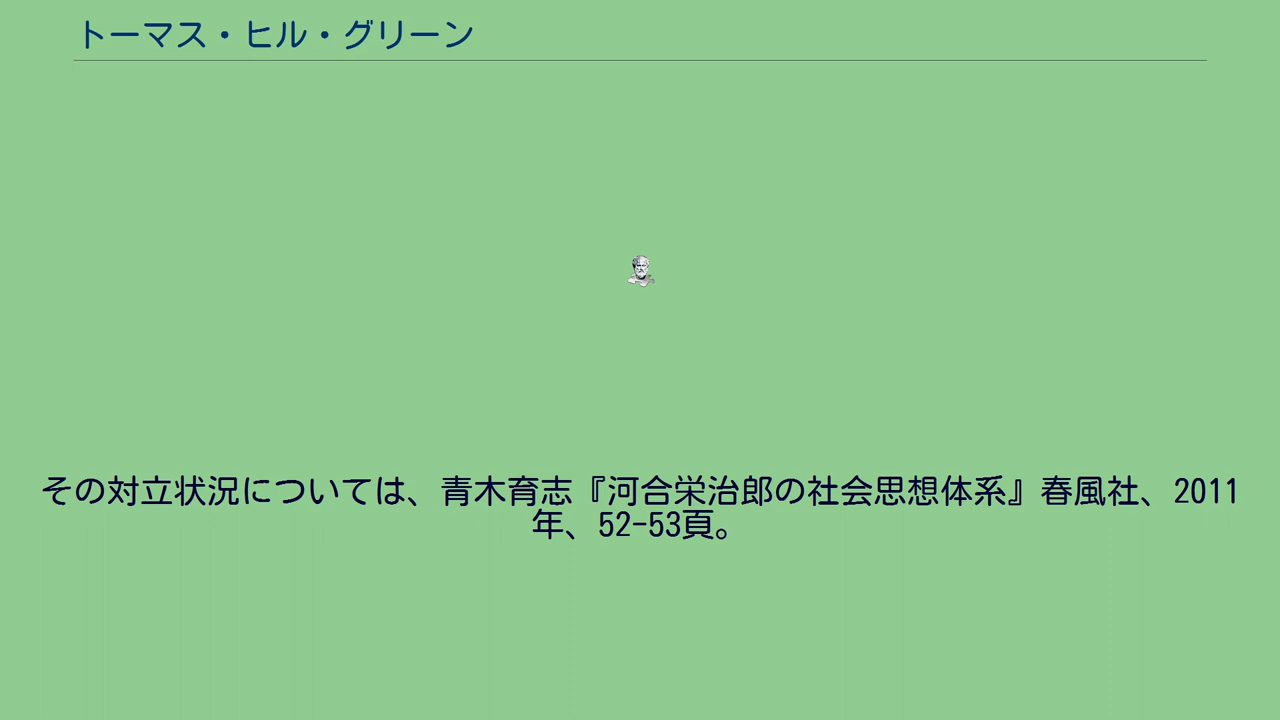 トーマス・ヒル・グリーン
その対立状況については、青木育志『河合栄治郎の社会思想体系』春風社、2011
年、52-53頁。